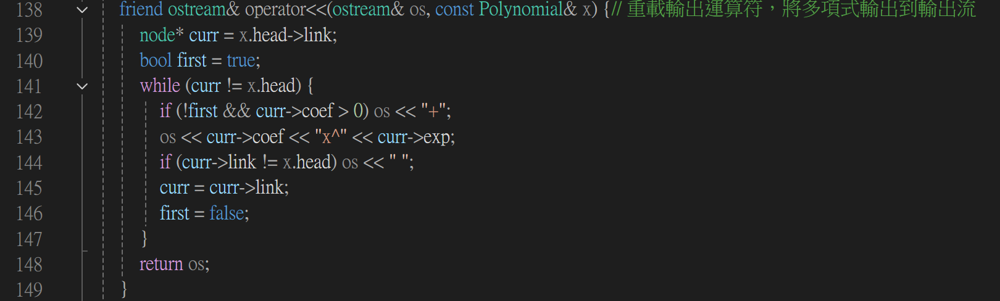 138 friend ostream& operator<<(ostream& os, const Polynomial& x) {// 重載輸出運算符，將多項式輸出到輸出流
139 node* curr = x.head->link;
140 bool first = true;
141 while (curr != x.head) {
142 if (!first && curr->coef > 0) os << "+";
143 os << curr->coef << "x^" << curr->exp;
144 if (curr->link != x.head) os << " ";
145 curr = curr->link;
146 first = false;
147 }
148 return os;
149 }